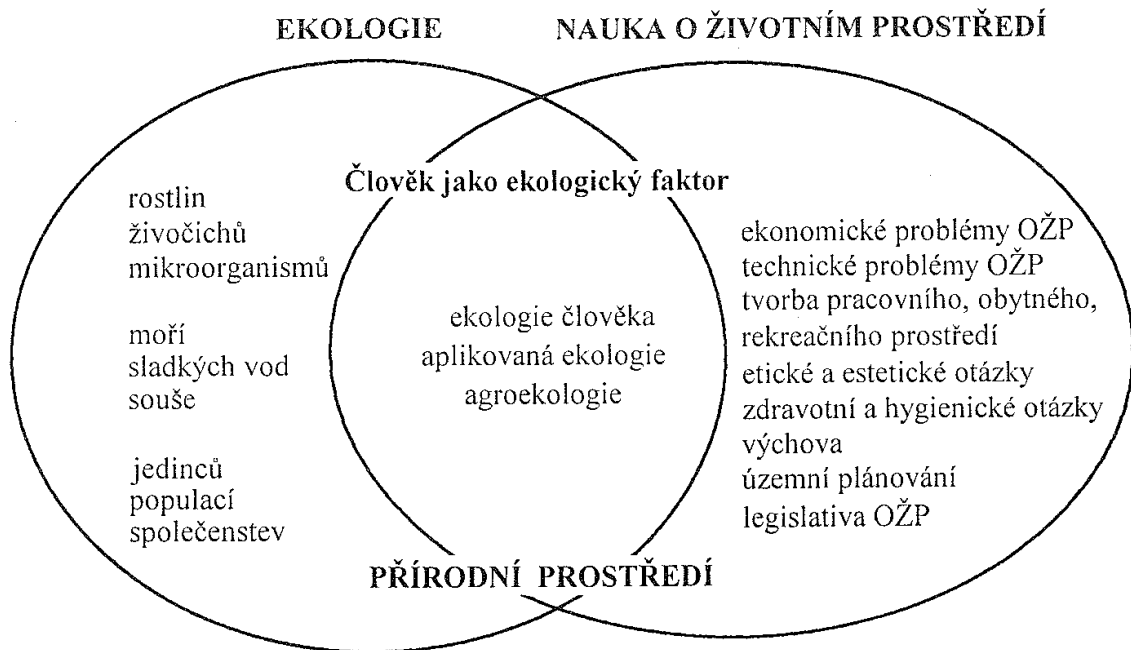 EKOLOGIE
NAUKA O ŽIVOTNÍM PROSTŘEDÍ
Člověk jako ekologický faktor
rostlin
živočichů
mikroorganismů
moří
sladkých vod
souše
jedinců
populací
společenstev
ekologie člověka
aplikovaná ekologie
agroekologie
ekonomické problémy OŽP
technické problémy OŽP
tvorba pracovního, obytného,
rekreačního prostředí
etické a estetické otázky
zdravotní a hygienické otázky
výchova
územní plánování
legislativa OŽP
PŘÍRODNÍ PROSTŘEDÍ